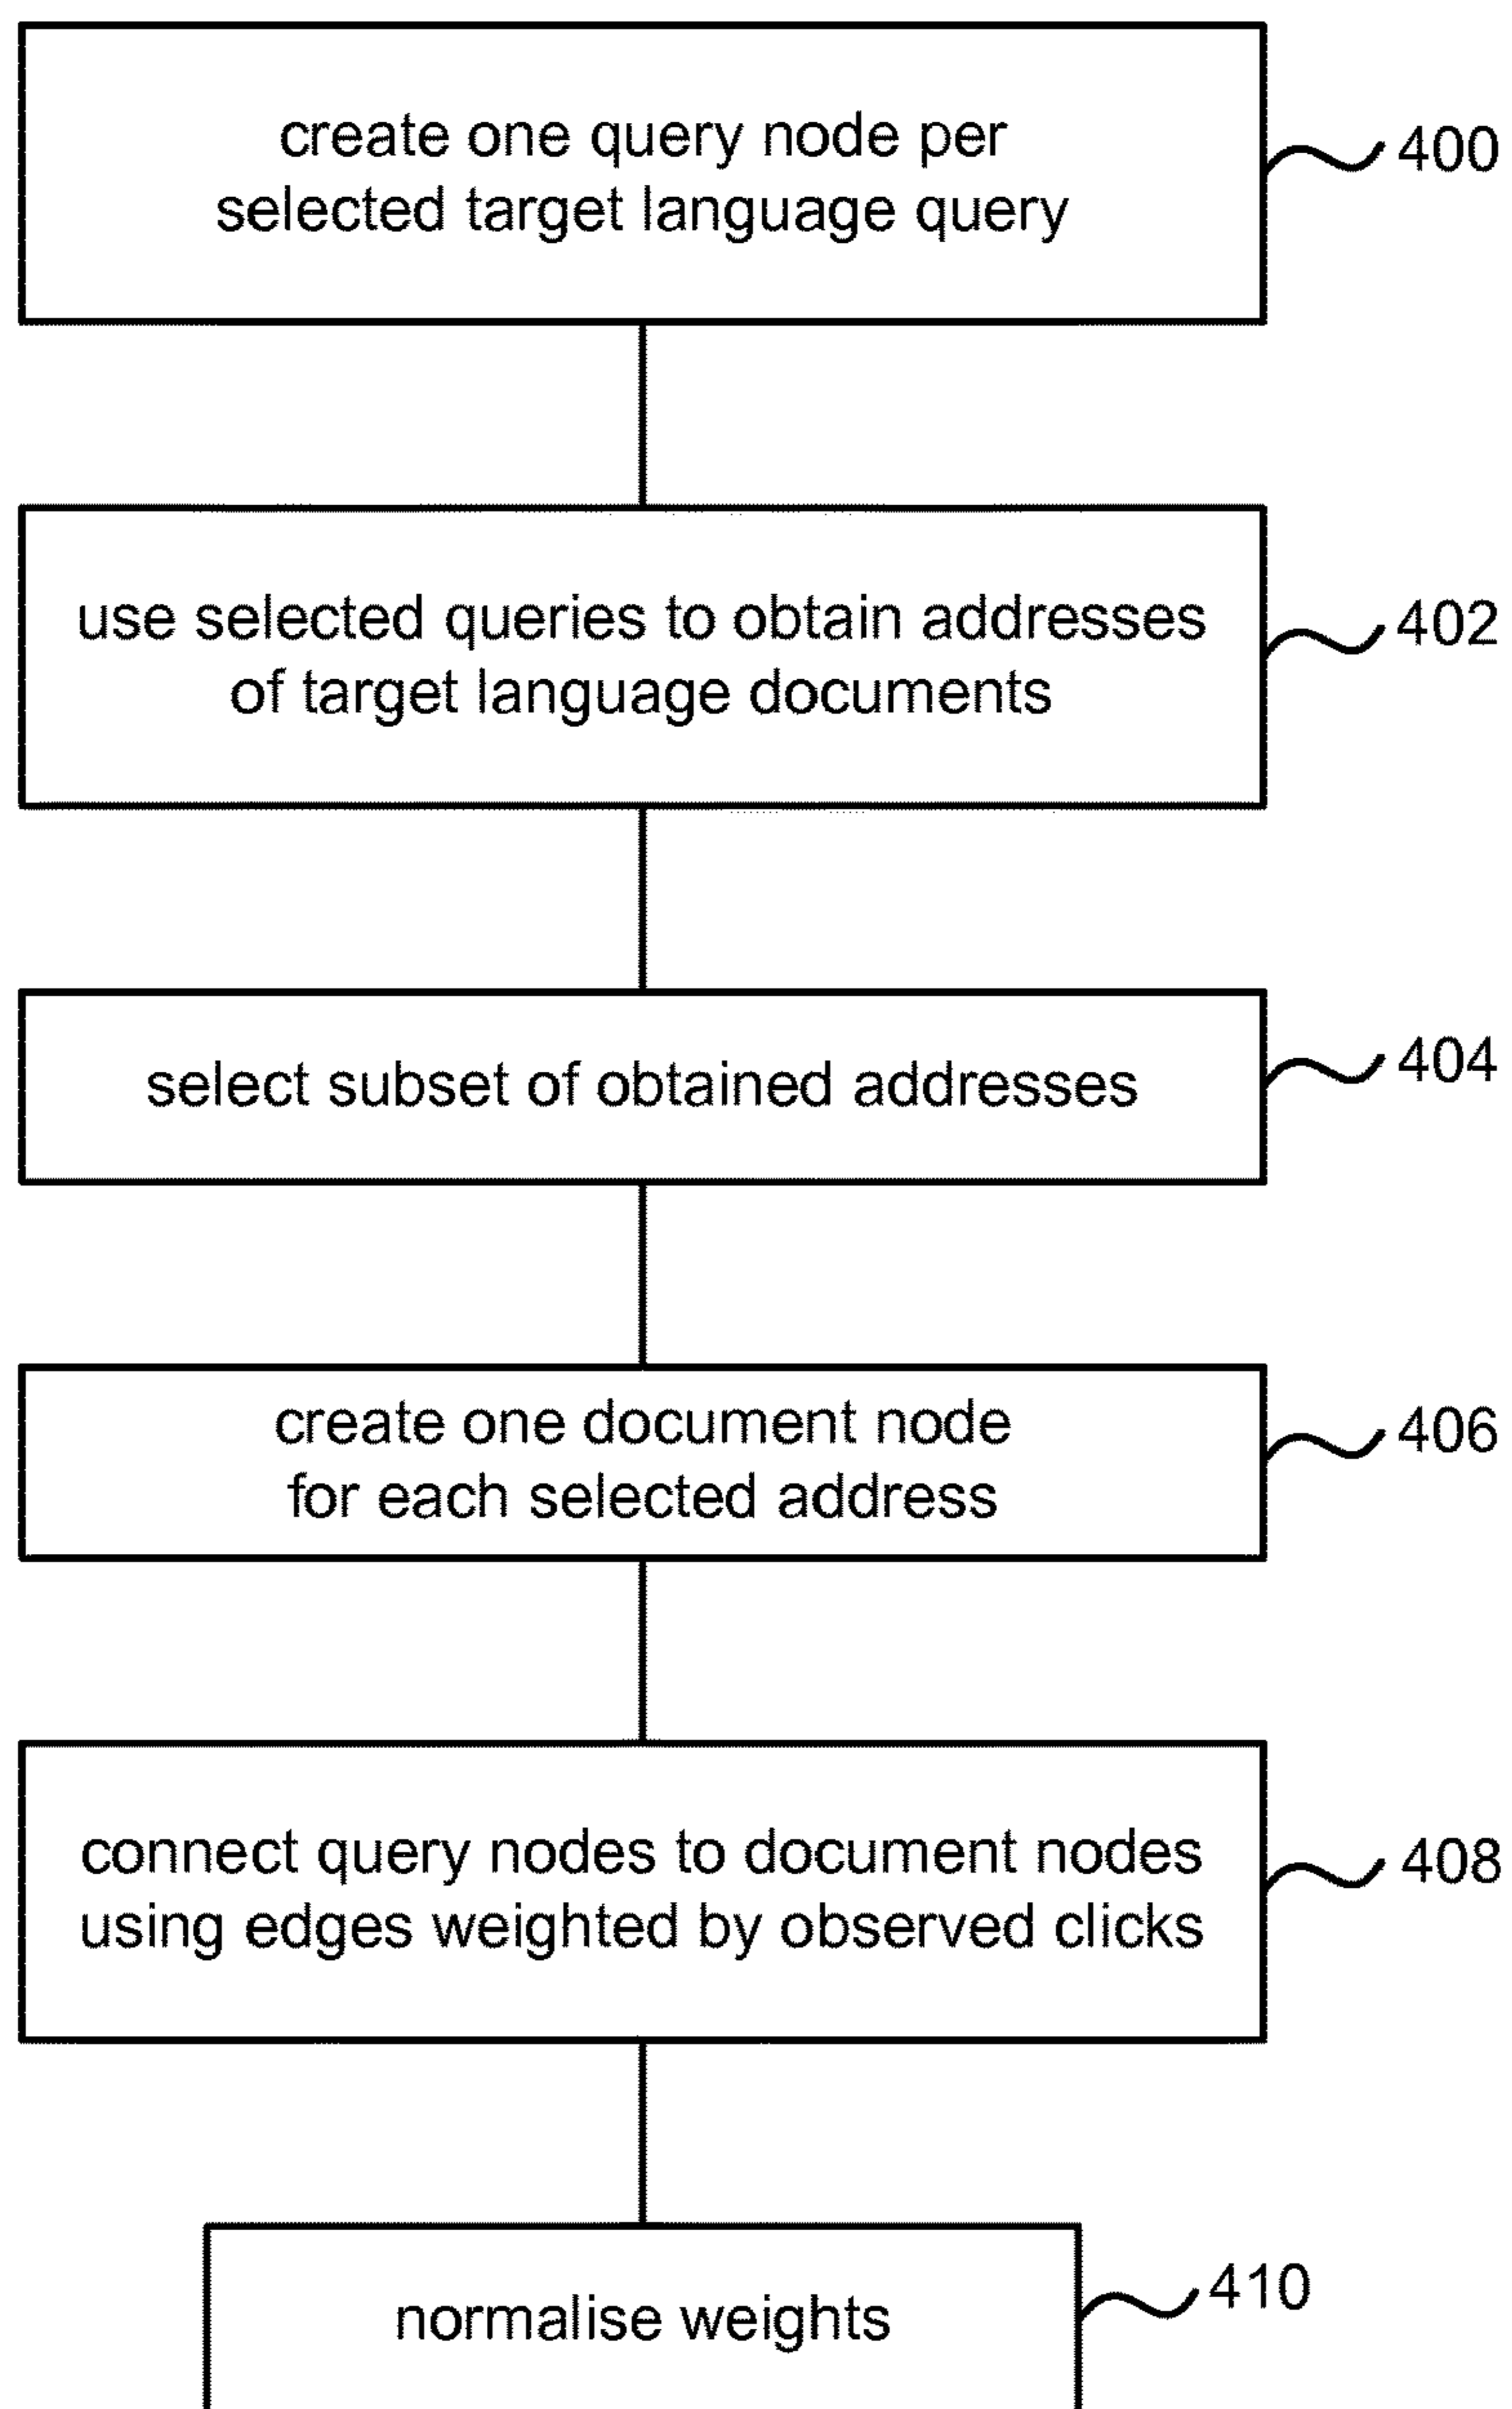 create one query node per
selected target language query
400
use selected queries to obtain addresses
of target language documents
402
select subset of obtained addresses
404
create one document node
for each selected address
406
connect query nodes to document nodes
using edges weighted by observed clicks
408
normalise weights
410